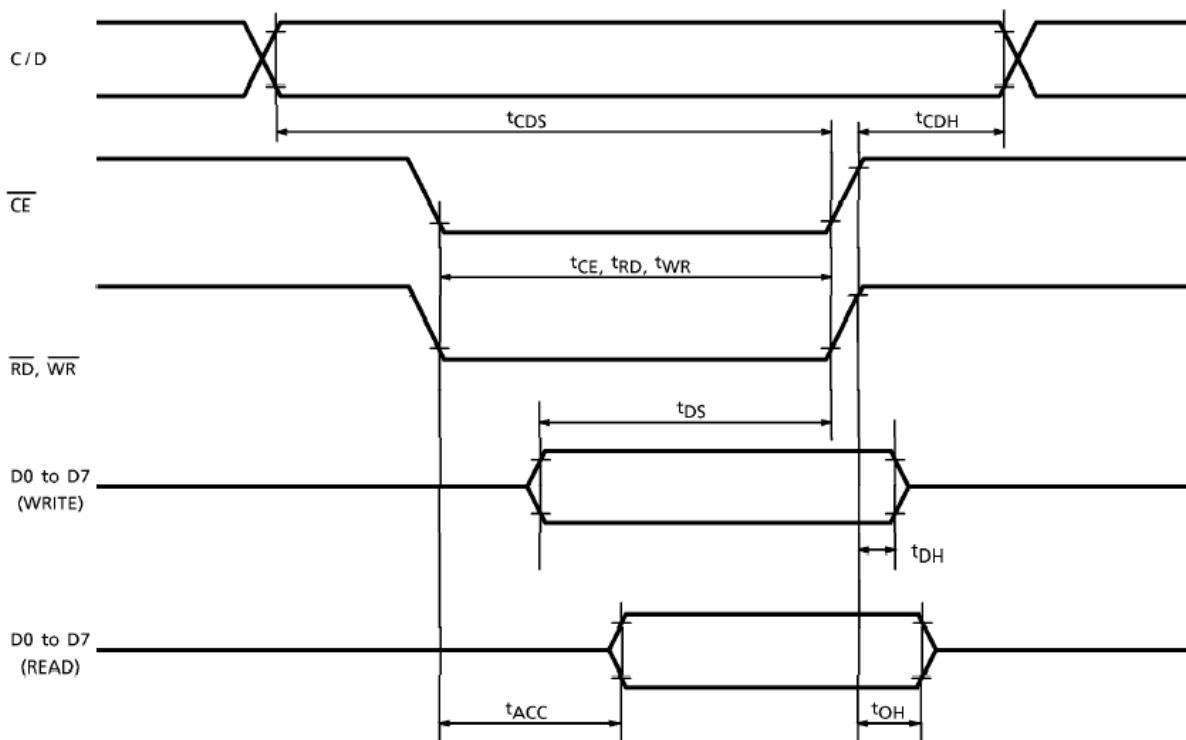 C/D
tCDS
tCDH
CE
tCE, tRD, tWR
RD, WR
tDS
D0 to D7
(WRITE)
tDH
D0 to D7
(READ)
tACC
tOH